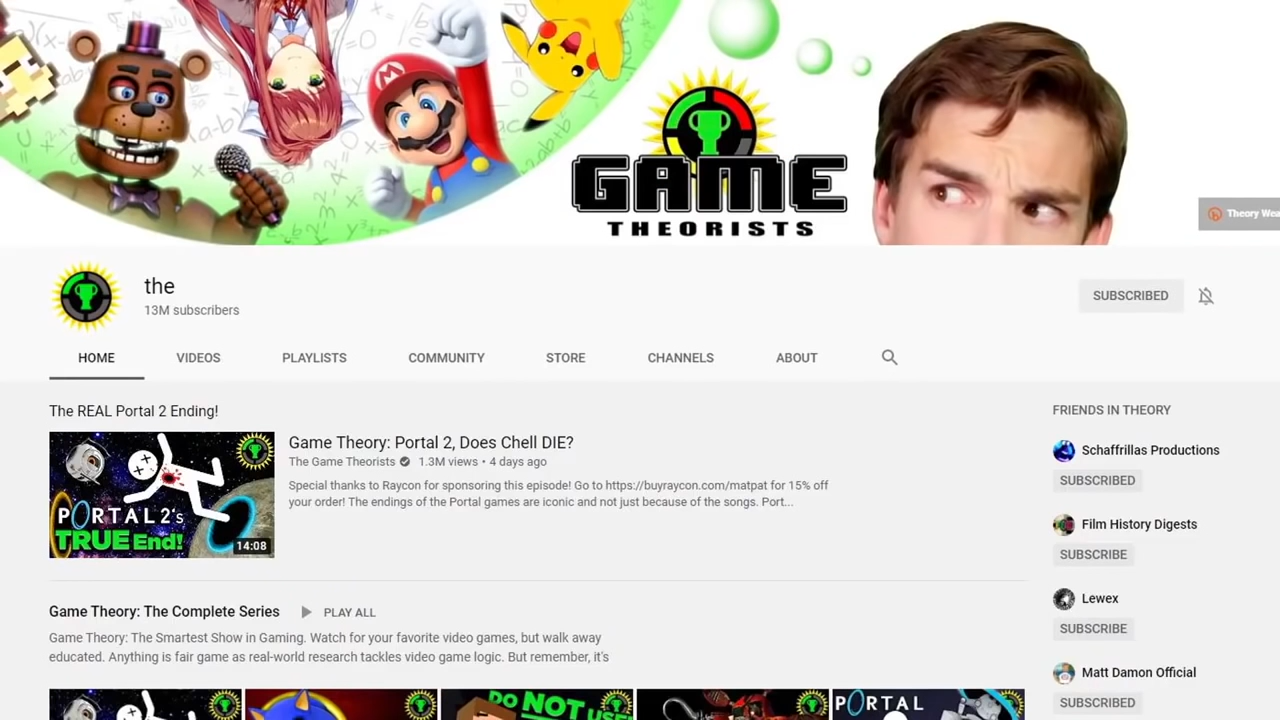 GAME
THEORISTS
Theory Wea
the
13M subscribers
SUBSCRIBED
HOME VIDEOS PLAYLISTS COMMUNITY STORE CHANNELS ABOUT
The REAL Portal 2 Ending!
PORTAL 2's
TRUE End!
14:08
Game Theory: Portal 2, Does Chell DIE?
The Game Theorists 1.3M views • 4 days ago
Special thanks to Raycon for sponsoring this episode! Go to https://buyraycon.com/matpat for 15% off
your order! The endings of the Portal games are iconic and not just because of the songs. Port...
Game Theory: The Complete Series PLAY ALL
Game Theory: The Smartest Show in Gaming. Watch for your favorite video games, but walk away
educated. Anything is fair game as real-world research tackles video game logic. But remember, it's
DO NOT USE
PORTAL
FRIENDS IN THEORY
Schaffrillas Productions
SUBSCRIBED
Film History Digests
SUBSCRIBE
Lewex
SUBSCRIBE
Matt Damon Official
SUBSCRIBED